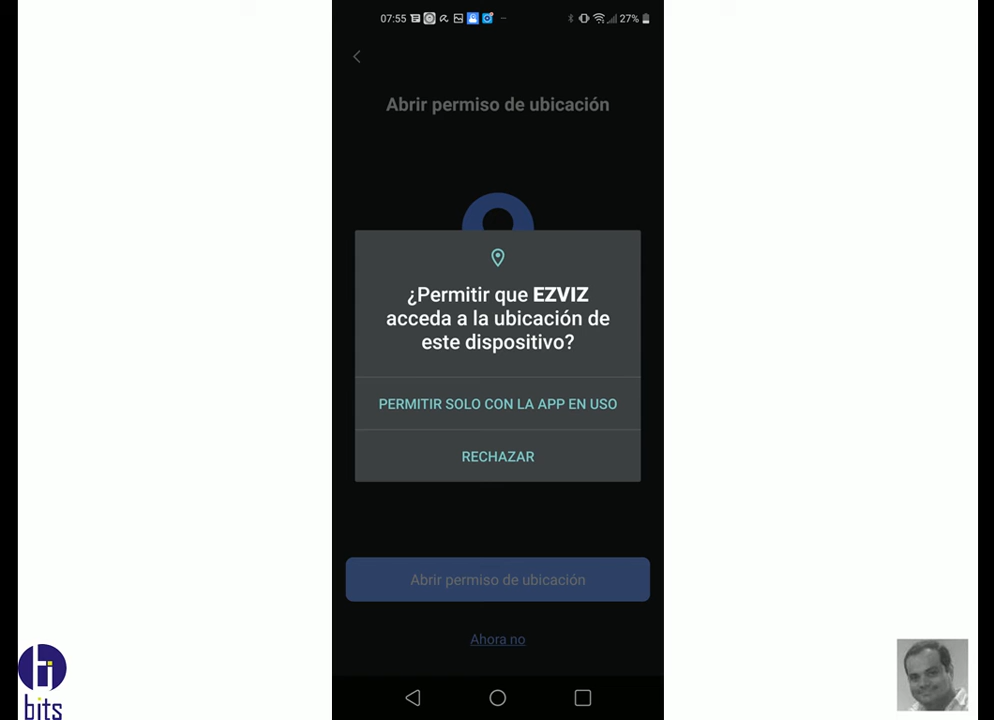 07:55
27%
Abrir permiso de ubicación
¿Permitir que EZVIZ
acceda a la ubicación de
este dispositivo?
PERMITIR SOLO CON LA APP EN USO
RECHAZAR
Abrir permiso de ubicación
Ahora no
bits